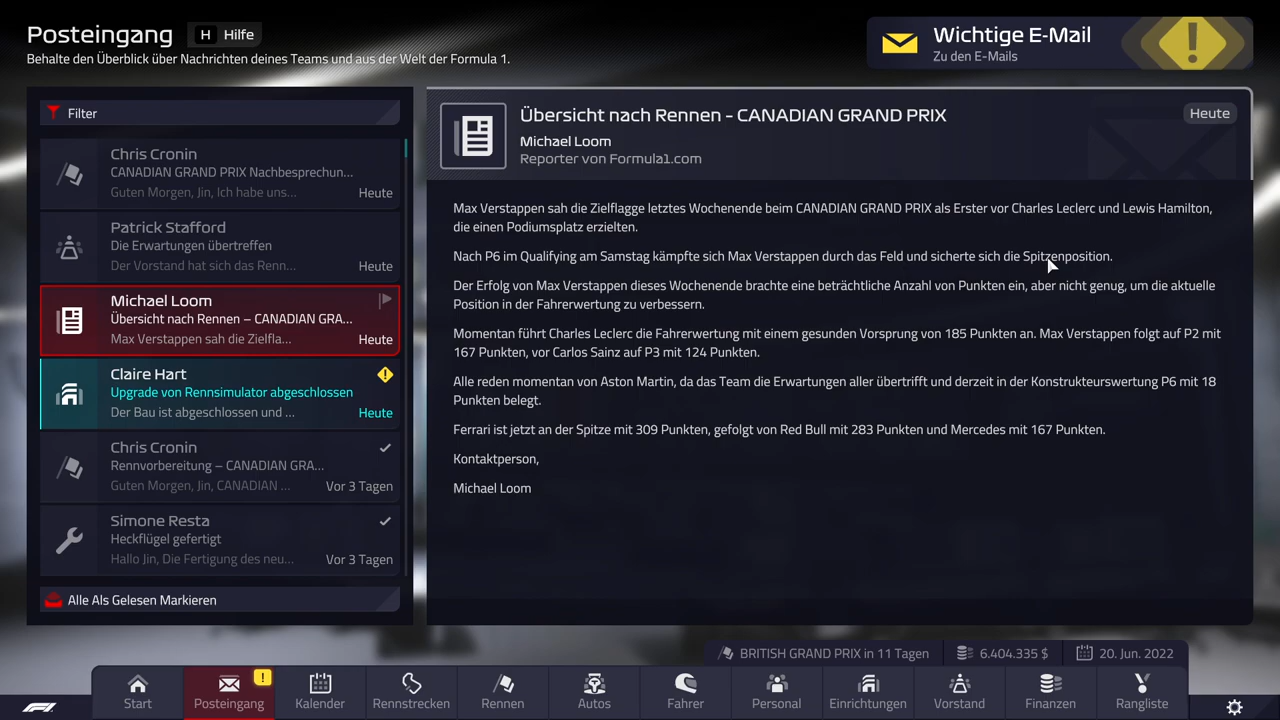 Posteingang
H Hilfe
Behalte den Überblick über Nachrichten deines Teams und aus der Welt der Formula 1.
Wichtige E-Mail
Zu den E-Mails
Filter
Chris Cronin
CANADIAN GRAND PRIX Nachbesprechun...
Guten Morgen, Jin, Ich habe uns...
Heute
Patrick Stafford
Die Erwartungen übertreffen
Der Vorstand hat sich das Renn...
Heute
Michael Loom
Übersicht nach Rennen – CANADIAN GRA...
Max Verstappen sah die Zielfla...
Heute
Claire Hart
Upgrade von Rennsimulator abgeschlossen
Der Bau ist abgeschlossen und ...
Heute
Chris Cronin
Rennvorbereitung – CANADIAN GRA...
Guten Morgen, Jin, CANADIAN ...
Vor 3 Tagen
Simone Resta
Heckflügel gefertigt
Hallo Jin, Die Fertigung des neu...
Vor 3 Tagen
Alle Als Gelesen Markieren
Übersicht nach Rennen – CANADIAN GRAND PRIX
Heute
Michael Loom
Reporter von Formula1.com
Max Verstappen sah die Zielflagge letztes Wochenende beim CANADIAN GRAND PRIX als Erster vor Charles Leclerc und Lewis Hamilton,
die einen Podiumsplatz erzielten.
Nach P6 im Qualifying am Samstag kämpfte sich Max Verstappen durch das Feld und sicherte sich die Spitzenposition.
Der Erfolg von Max Verstappen dieses Wochenende brachte eine beträchtliche Anzahl von Punkten ein, aber nicht genug, um die aktuelle
Position in der Fahrerwertung zu verbessern.
Momentan führt Charles Leclerc die Fahrerwertung mit einem gesunden Vorsprung von 185 Punkten an. Max Verstappen folgt auf P2 mit
167 Punkten, vor Carlos Sainz auf P3 mit 124 Punkten.
Alle reden momentan von Aston Martin, da das Team die Erwartungen aller übertrifft und derzeit in der Konstrukteurswertung P6 mit 18
Punkten belegt.
Ferrari ist jetzt an der Spitze mit 309 Punkten, gefolgt von Red Bull mit 283 Punkten und Mercedes mit 167 Punkten.
Kontaktperson,
Michael Loom
BRITISH GRAND PRIX in 11 Tagen
6.404.335 $
20. Jun. 2022
Start
Posteingang
Kalender
Rennstrecken
Rennen
Autos
Fahrer
Personal
Einrichtungen
Vorstand
Finanzen
Rangliste